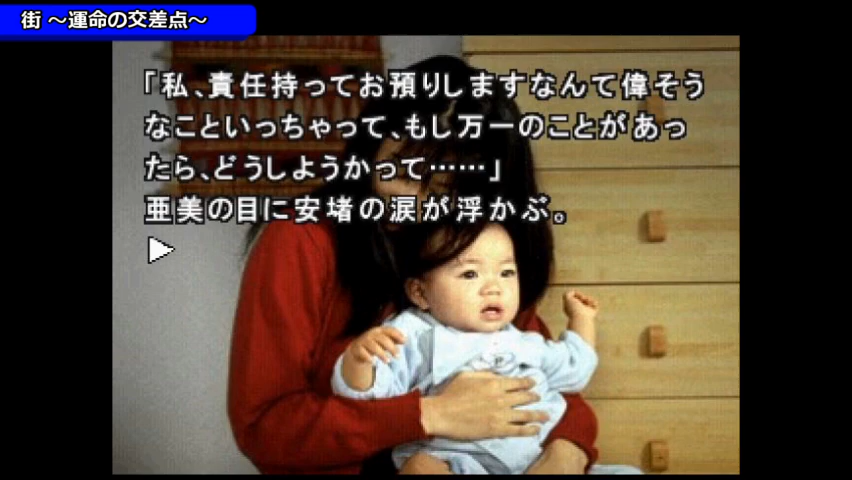 街 ～運命の交差点～
「私、責任持ってお預りしますなんて偉そう
なこといっちゃって、もし万一のことがあっ
たら、どうしようかって……」
亜美の目に安堵の涙が浮かぶ。